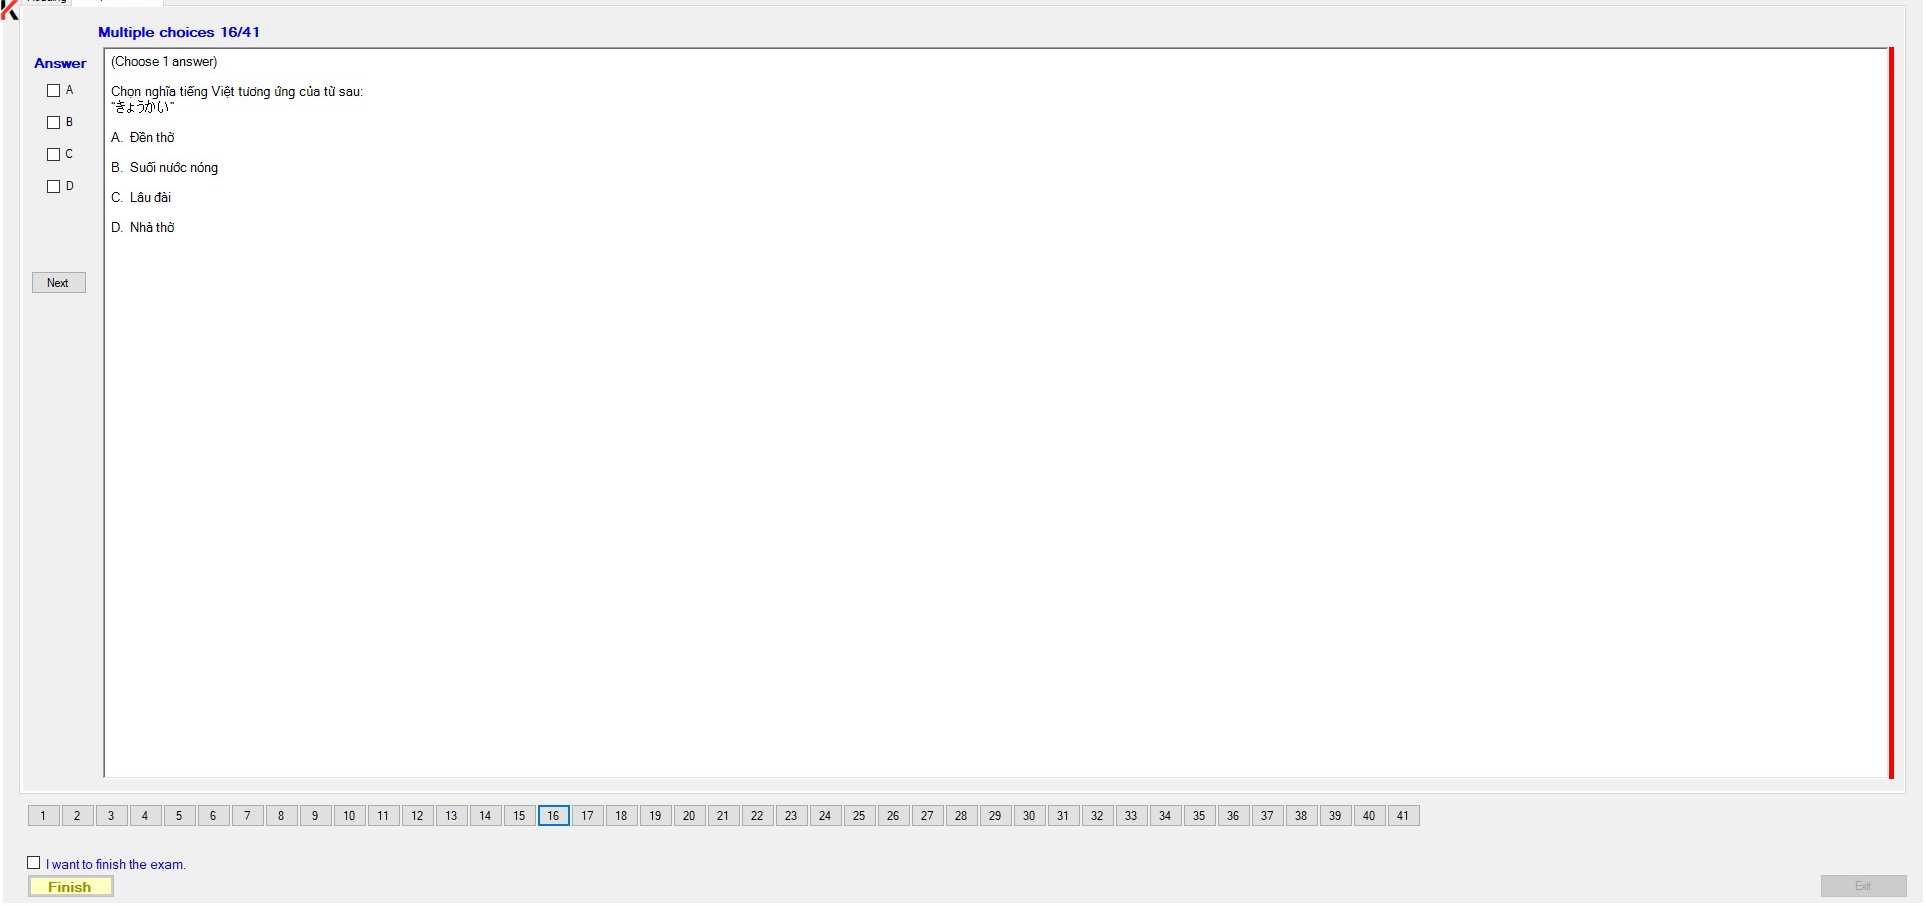 Multiple choices 16/41
Answer
A
B
C
D
Next
(Choose 1 answer)
Chọn nghĩa tiếng Việt tương ứng của từ sau:
"きょうかい"
A. Đền thờ
B. Suối nước nóng
C. Lâu đài
D. Nhà thờ
1 2 3 4 5 6 7 8 9 10 11 12 13 14 15 16 17 18 19 20 21 22 23 24 25 26 27 28 29 30 31 32 33 34 35 36 37 38 39 40 41
I want to finish the exam.
Finish
Exit